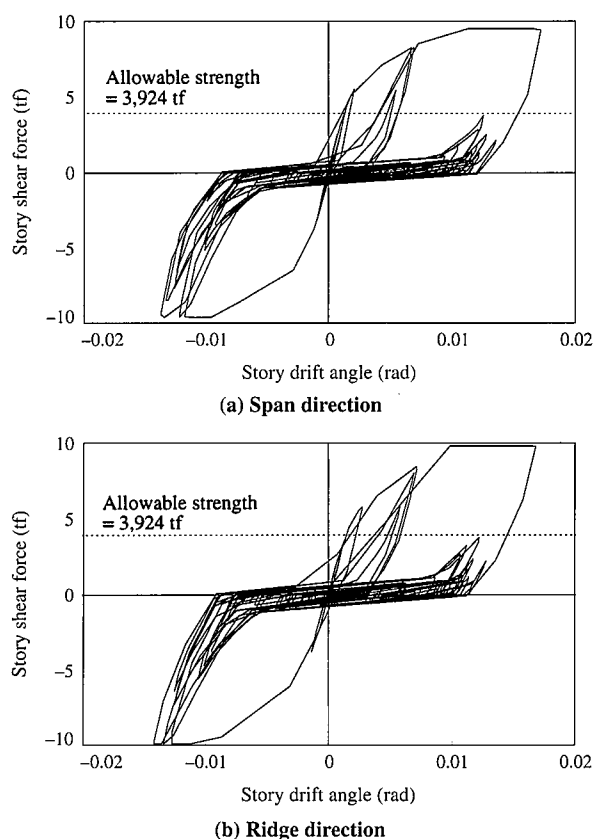 10
5
0
−5
−10
Story shear force (tf)
Allowable strength
= 3,924 tf
−0.02
−0.01
0
0.01
0.02
Story drift angle (rad)
(a) Span direction
10
5
0
−5
−10
Story shear force (tf)
Allowable strength
= 3,924 tf
−0.02
−0.01
0
0.01
0.02
Story drift angle (rad)
(b) Ridge direction